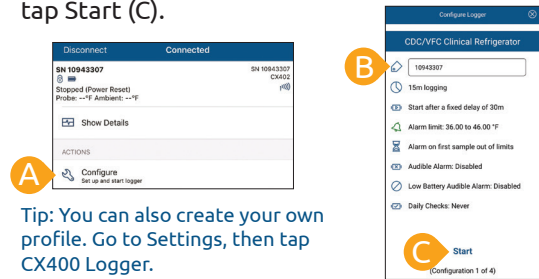 tap Start (C).
Disconnect Connected
SN 10943307 SN 10943307
CX402
Stopped (Power Reset)
Probe: --°F Ambient: --°F
Show Details
ACTIONS
A
Configure
Set up and start logger
Tip: You can also create your own
profile. Go to Settings, then tap
CX400 Logger.
Configure Logger
CDC/VFC Clinical Refrigerator
B
10943307
15m logging
Start after a fixed delay of 30m
Alarm limit: 36.00 to 46.00 °F
Alarm on first sample out of limits
Audible Alarm: Disabled
Low Battery Audible Alarm: Disabled
Daily Checks: Never
C
Start
(Configuration 1 of 4)